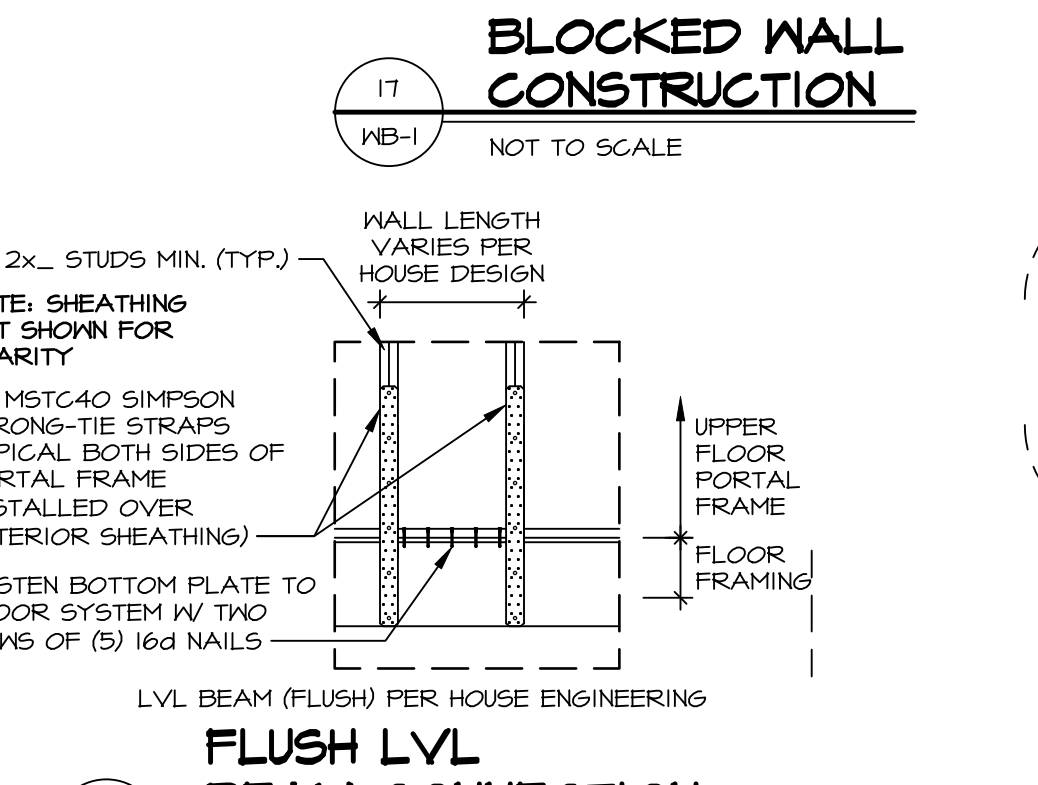 BLOCKED WALL
CONSTRUCTION
17
WB-1
NOT TO SCALE
WALL LENGTH
VARIES PER
HOUSE DESIGN
2x_ STUDS MIN. (TYP.)
TE: SHEATHING
T SHOWN FOR
ARITY
MSTC40 SIMPSON
RONG-TIE STRAPS
PICAL BOTH SIDES OF
RTAL FRAME
STALLED OVER
TERIOR SHEATHING)
UPPER
FLOOR
PORTAL
FRAME
FLOOR
FRAMING
STEN BOTTOM PLATE TO
OOR SYSTEM W/ TWO
WS OF (5) 16d NAILS
LVL BEAM (FLUSH) PER HOUSE ENGINEERING
FLUSH LVL